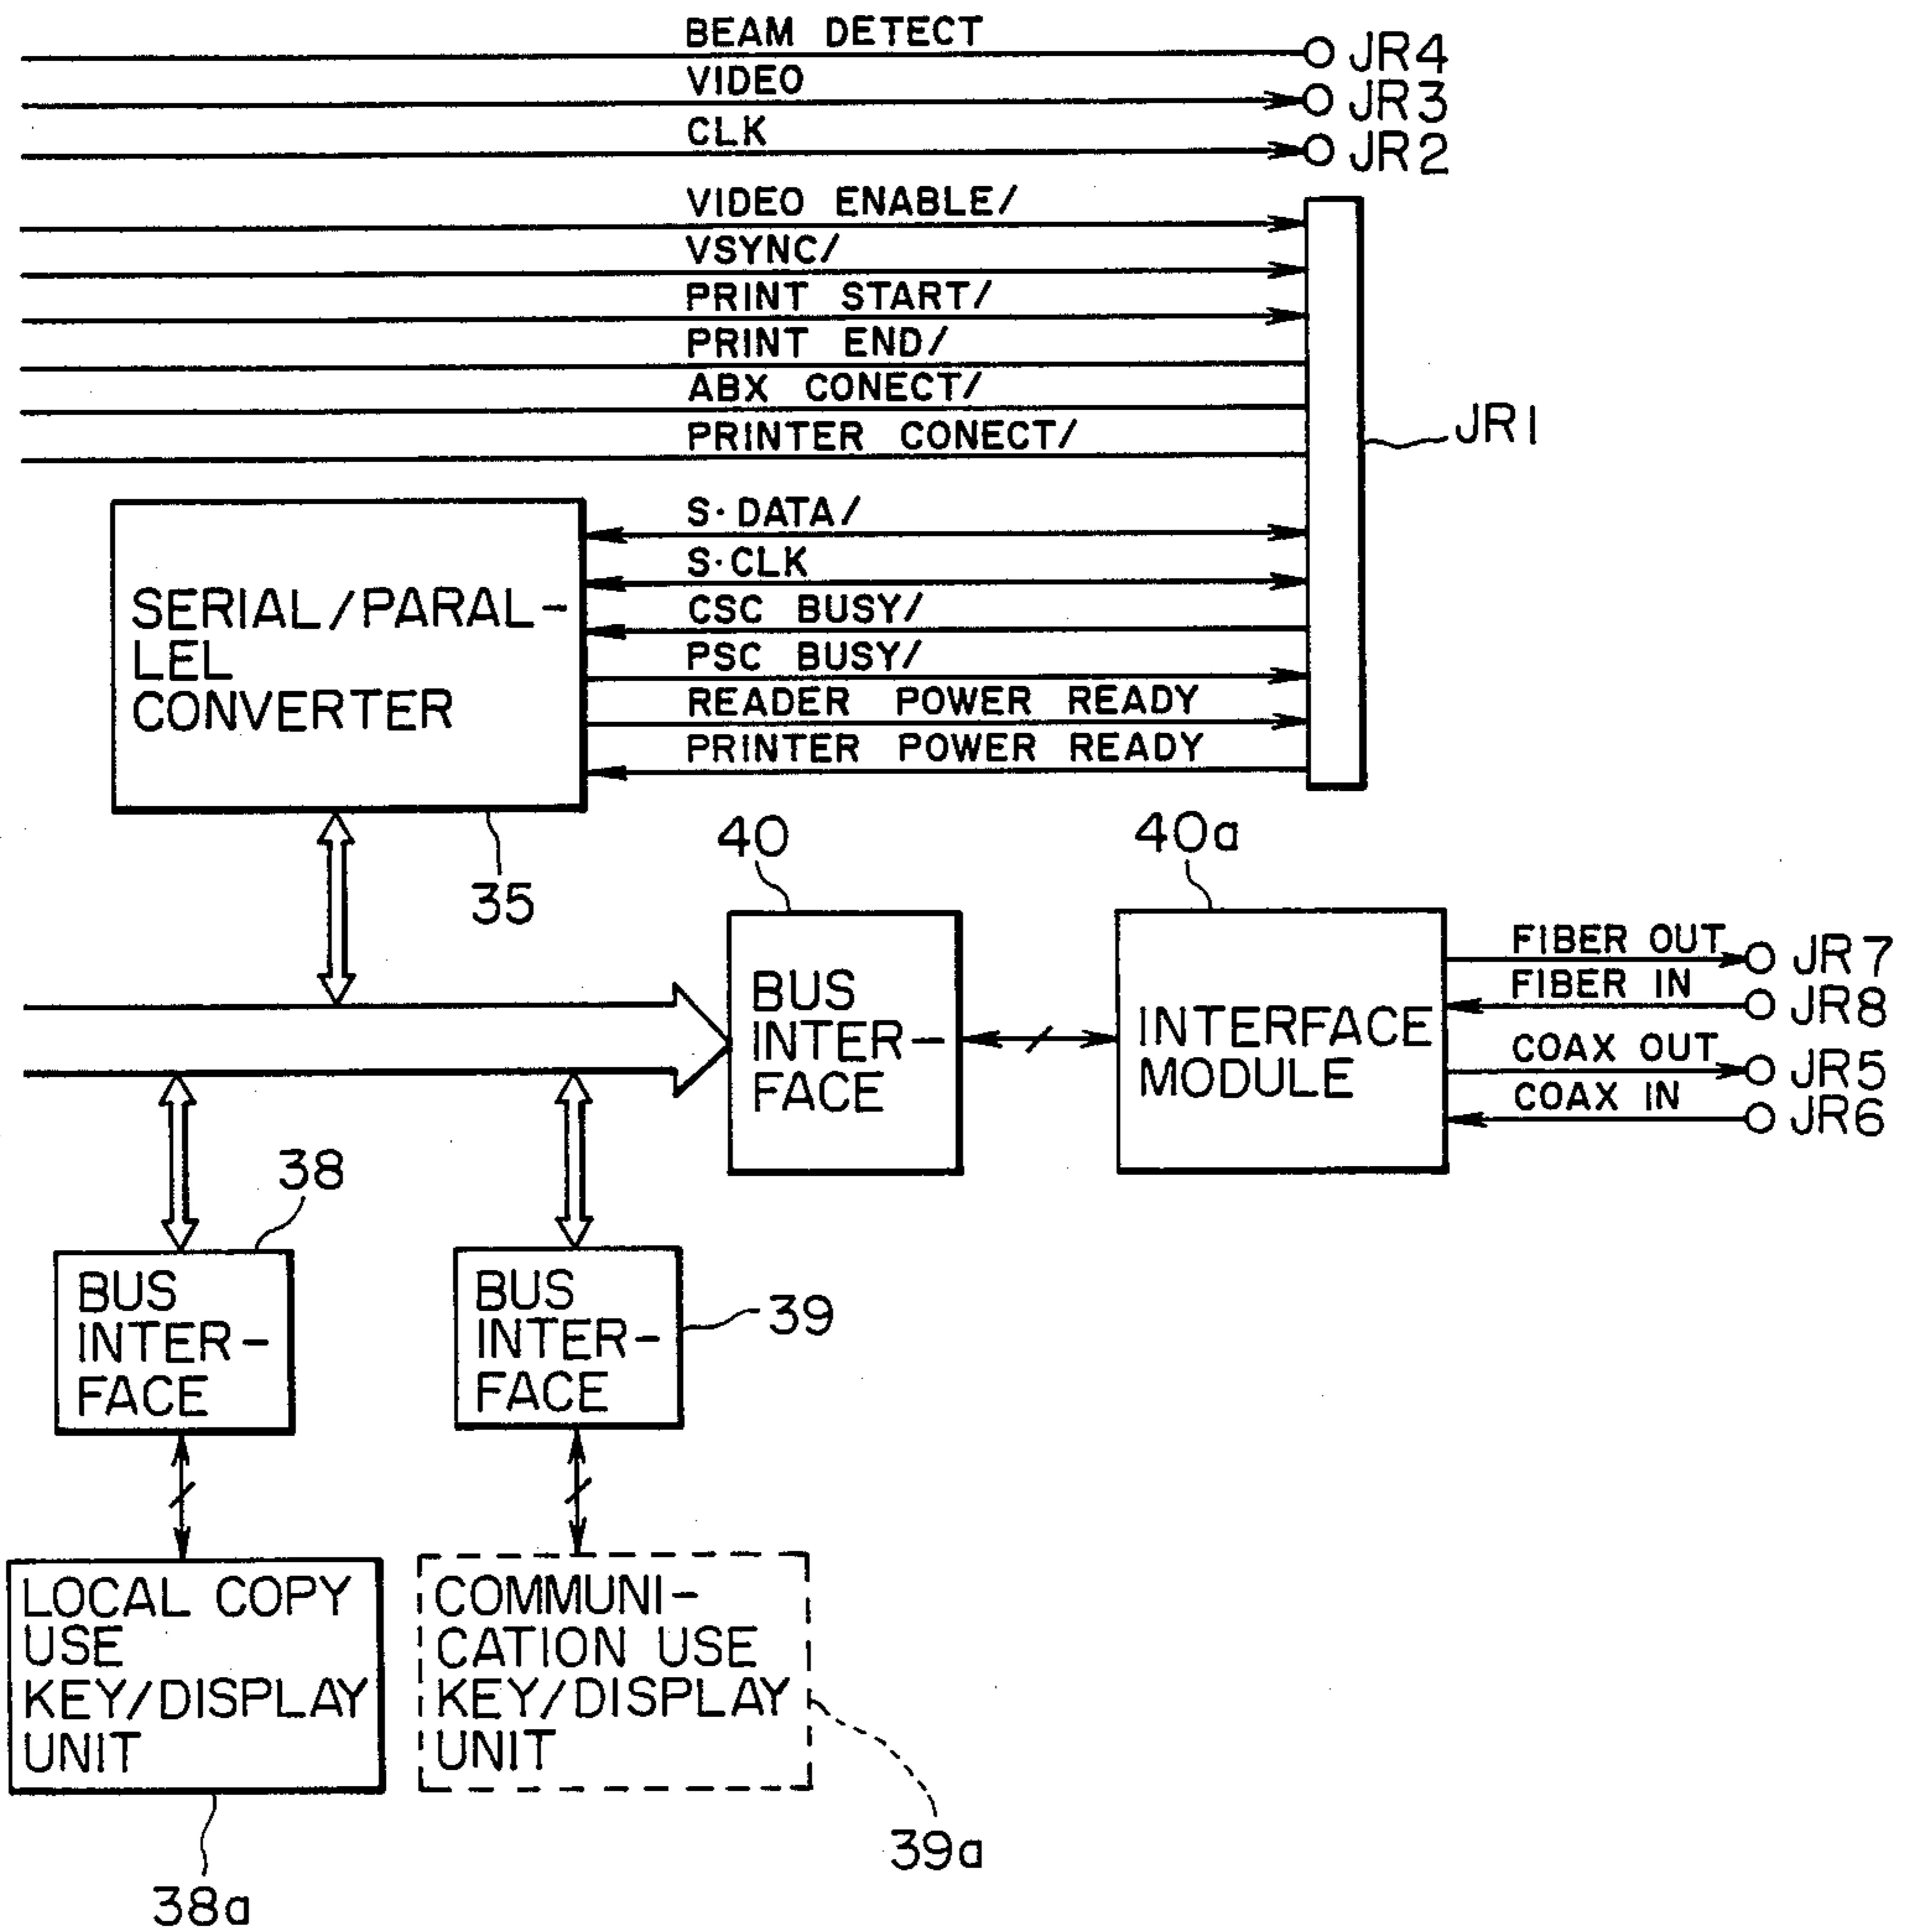 BEAM DETECT
JR4
VIDEO
JR3
CLK
JR2
VIDEO ENABLE/
VSYNC/
PRINT START/
PRINT END/
ABX CONECT/
PRINTER CONECT/
JR1
S·DATA/
S·CLK
CSC BUSY/
PSC BUSY/
READER POWER READY
PRINTER POWER READY
SERIAL/PARAL-
LEL
CONVERTER
35
40
40a
BUS
INTER-
FACE
INTERFACE
MODULE
FIBER OUT
JR7
FIBER IN
JR8
COAX OUT
JR5
COAX IN
JR6
38
BUS
INTER-
FACE
BUS
INTER-
FACE
39
LOCAL COPY
USE
KEY/DISPLAY
UNIT
COMMUNI-
CATION USE
KEY/DISPLAY
UNIT
38a
39a